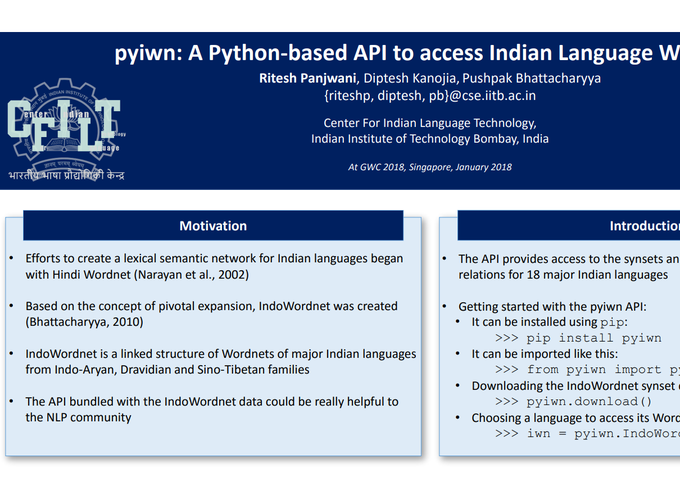 pyiwn: A Python-based API to access Indian Language W
Ritesh Panjwani, Diptesh Kanojia, Pushpak Bhattacharyya
{riteshp, diptesh, pb}@cse.iitb.ac.in
Center For Indian Language Technology,
Indian Institute of Technology Bombay, India
At GWC 2018, Singapore, January 2018
CFILT
भारतीय भाषा प्रौद्योगिकी केन्द्र
Motivation
• Efforts to create a lexical semantic network for Indian languages began
with Hindi Wordnet (Narayan et al., 2002)
• Based on the concept of pivotal expansion, IndoWordnet was created
(Bhattacharyya, 2010)
• IndoWordnet is a linked structure of Wordnets of major Indian languages
from Indo-Aryan, Dravidian and Sino-Tibetan families
• The API bundled with the IndoWordnet data could be really helpful to
the NLP community
Introduction
• The API provides access to the synsets an
relations for 18 major Indian languages
• Getting started with the pyiwn API:
• It can be installed using pip:
>>> pip install pyiwn
• It can be imported like this:
>>> from pyiwn import py
• Downloading the IndoWordnet synset
>>> pyiwn.download()
• Choosing a language to access its Word
>>> iwn = pyiwn.IndoWor